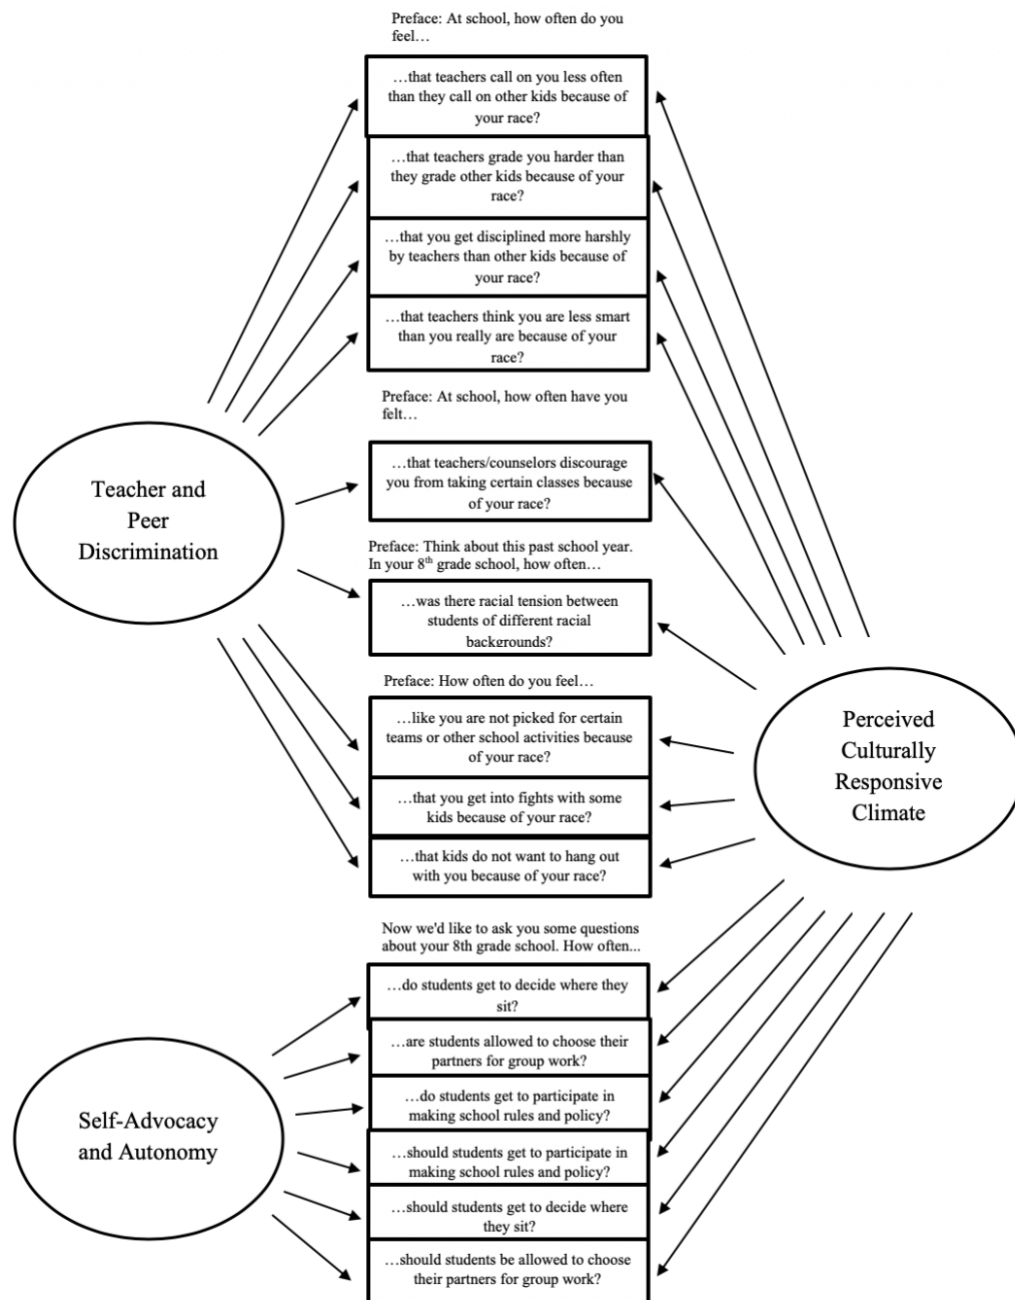 Preface: At school, how often do you
feel…
…that teachers call on you less often
than they call on other kids because of
your race?
…that teachers grade you harder than
they grade other kids because of your
race?
…that you get disciplined more harshly
by teachers than other kids because of
your race?
…that teachers think you are less smart
than you really are because of your
race?
Preface: At school, how often have you
felt…
…that teachers/counselors discourage
you from taking certain classes because
of your race?
Teacher and
Peer
Discrimination
Preface: Think about this past school year.
In your 8th grade school, how often…
…was there racial tension between
students of different racial
backgrounds?
Preface: How often do you feel…
…like you are not picked for certain
teams or other school activities because
of your race?
…that you get into fights with some
kids because of your race?
…that kids do not want to hang out
with you because of your race?
Perceived
Culturally
Responsive
Climate
Now we'd like to ask you some questions
about your 8th grade school. How often...
…do students get to decide where they
sit?
…are students allowed to choose their
partners for group work?
…do students get to participate in
making school rules and policy?
…should students get to participate in
making school rules and policy?
…should students get to decide where
they sit?
…should students be allowed to choose
their partners for group work?
Self-Advocacy
and Autonomy